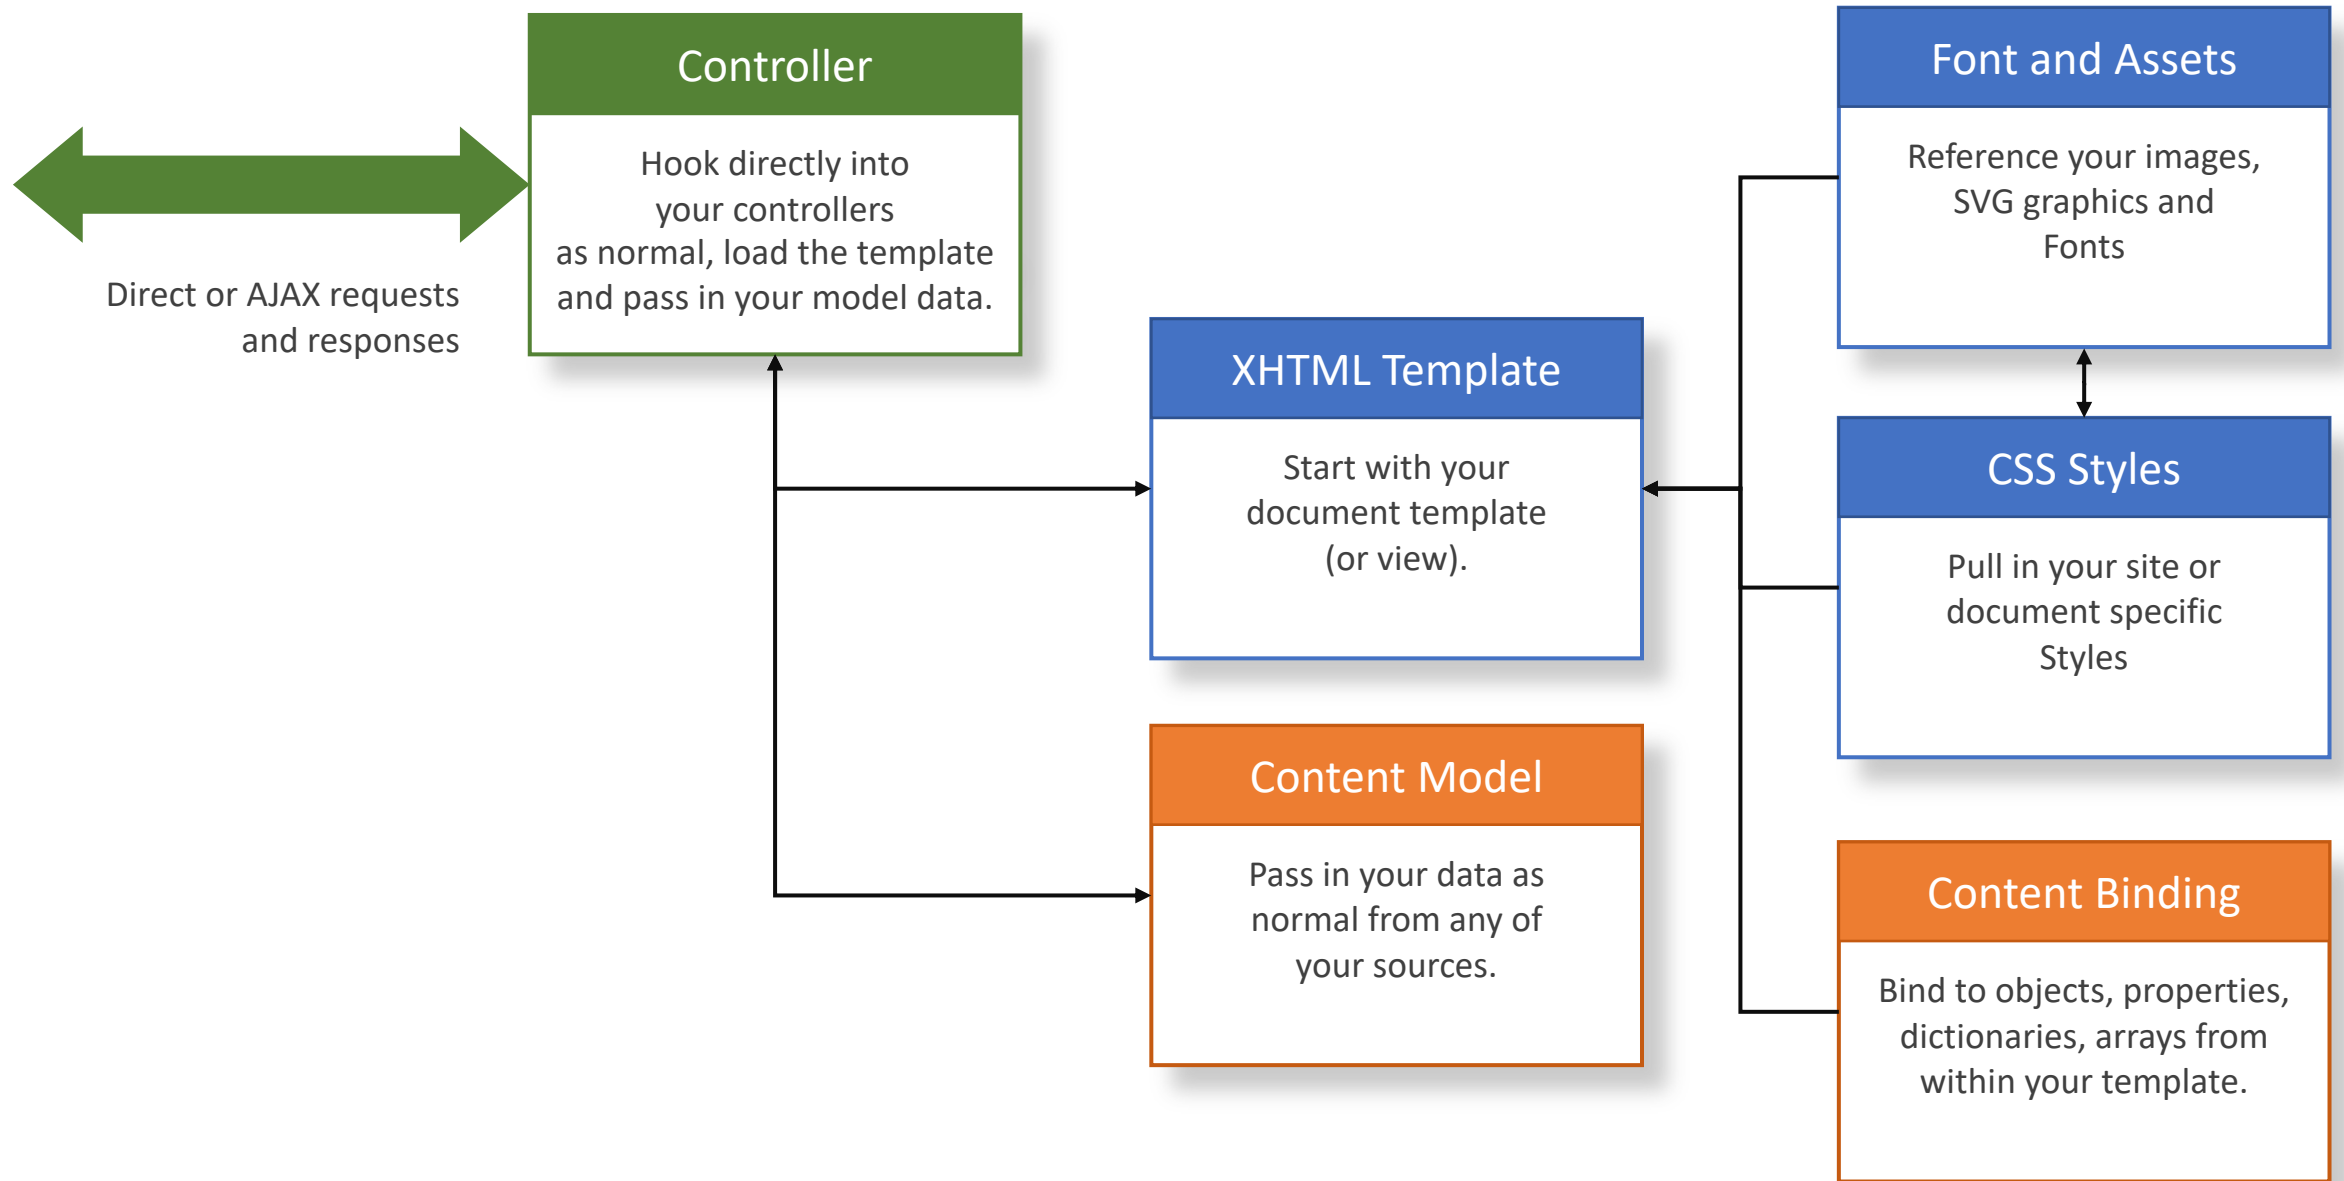 Controller
Hook directly into
your controllers
as normal, load the template
and pass in your model data.
Direct or AJAX requests
and responses
XHTML Template
Start with your
document template
(or view).
Content Model
Pass in your data as
normal from any of
your sources.
Font and Assets
Reference your images,
SVG graphics and
Fonts
CSS Styles
Pull in your site or
document specific
Styles
Content Binding
Bind to objects, properties,
dictionaries, arrays from
within your template.